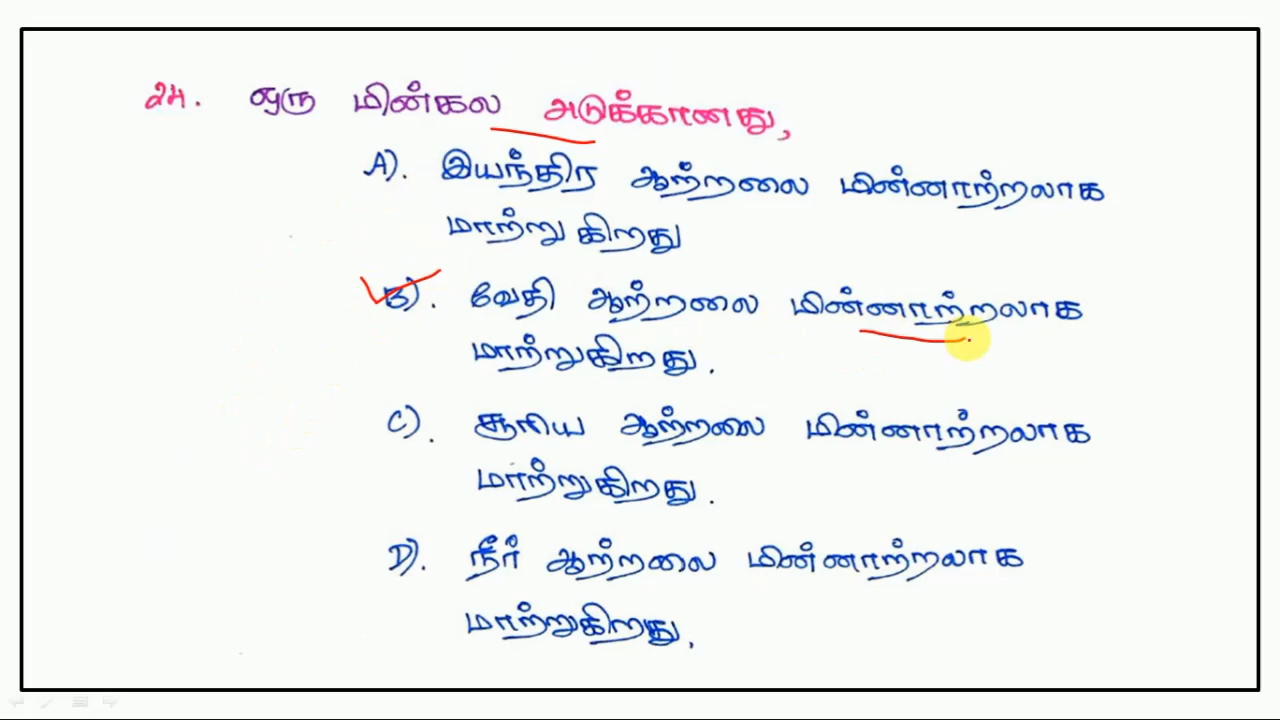 24. ஒரு மின்கல அடுக்கானது,
A). இயந்திர ஆற்றலை மின்னாற்றலாக
மாற்றுகிறது
B). வேதி ஆற்றலை மின்னாற்றலாக
மாற்றுகிறது.
C). சூரிய ஆற்றலை மின்னாற்றலாக
மாற்றுகிறது.
D). நீர் ஆற்றலை மின்னாற்றலாக
மாற்றுகிறது.